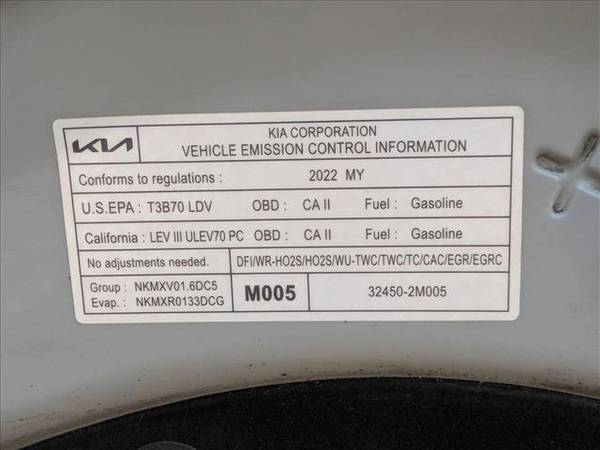 KIA
KIA CORPORATION
VEHICLE EMISSION CONTROL INFORMATION
Conforms to regulations : 2022 MY
U.S.EPA : T3B70 LDV OBD : CA II Fuel : Gasoline
California : LEV III ULEV70 PC OBD : CA II Fuel : Gasoline
No adjustments needed. DFI/WR-HO2S/HO2S/WU-TWC/TWC/TC/CAC/EGR/EGRC
Group : NKMXV01.6DC5
Evap. : NKMXR0133DCG
M005
32450-2M005